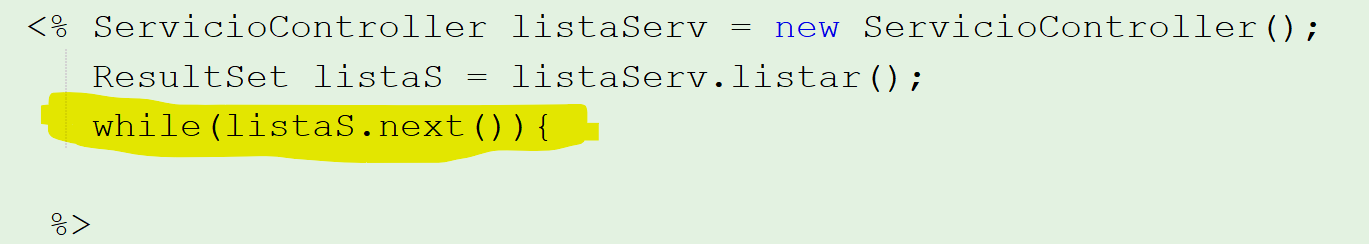 <% ServicioController listaServ = new ServicioController();
ResultSet listaS = listaServ.listar();
while(listaS.next()){
%>